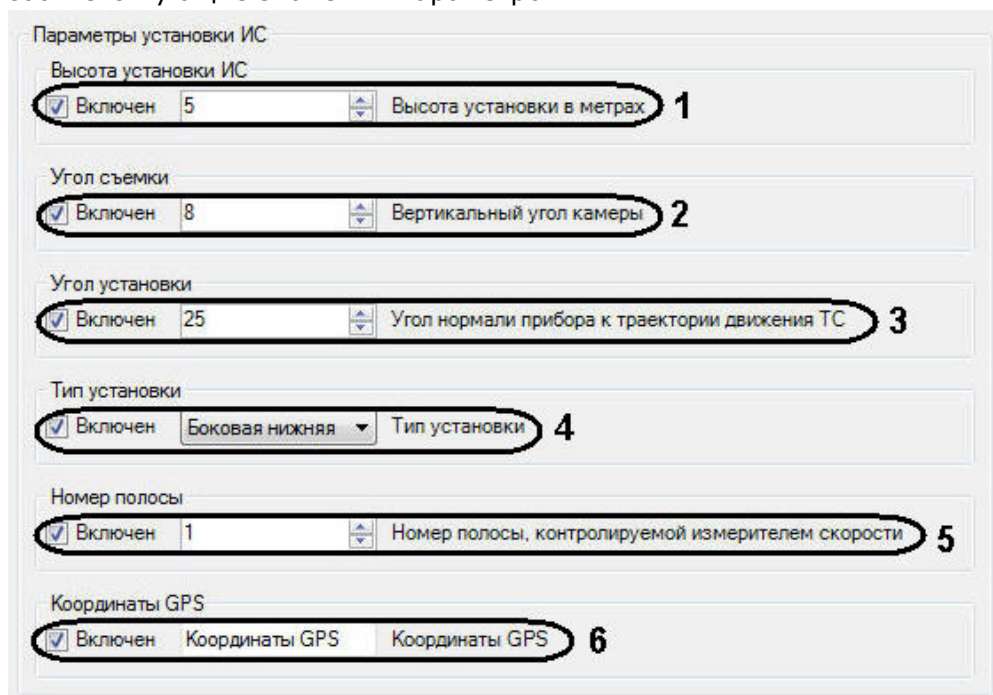 Параметры установки ИС
Высота установки ИС
Включен 5 Высота установки в метрах 1
Угол съемки
Включен 8 Вертикальный угол камеры 2
Угол установки
Включен 25 Угол нормали прибора к траектории движения ТС 3
Тип установки
Включен Боковая нижняя Тип установки 4
Номер полосы
Включен 1 Номер полосы, контролируемой измерителем скорости 5
Координаты GPS
Включен Координаты GPS Координаты GPS 6